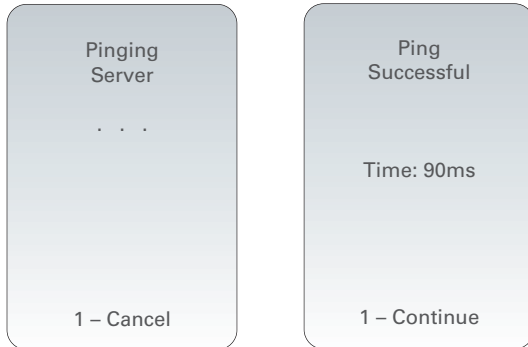 Pinging
Server
. . .
1 – Cancel
Ping
Successful
Time: 90ms
1 – Continue